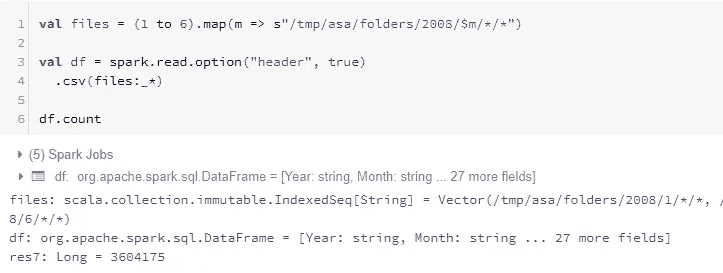 1 val files = (1 to 6).map(m => s"/tmp/asa/folders/2008/$m/*/*")
2
3 val df = spark.read.option("header", true)
4   .csv(files:_*)
5
6 df.count
(5) Spark Jobs
df: org.apache.spark.sql.DataFrame = [Year: string, Month: string ... 27 more fields]
files: scala.collection.immutable.IndexedSeq[String] = Vector(/tmp/asa/folders/2008/1/*/*, /
8/6/*/*)
df: org.apache.spark.sql.DataFrame = [Year: string, Month: string ... 27 more fields]
res7: Long = 3604175